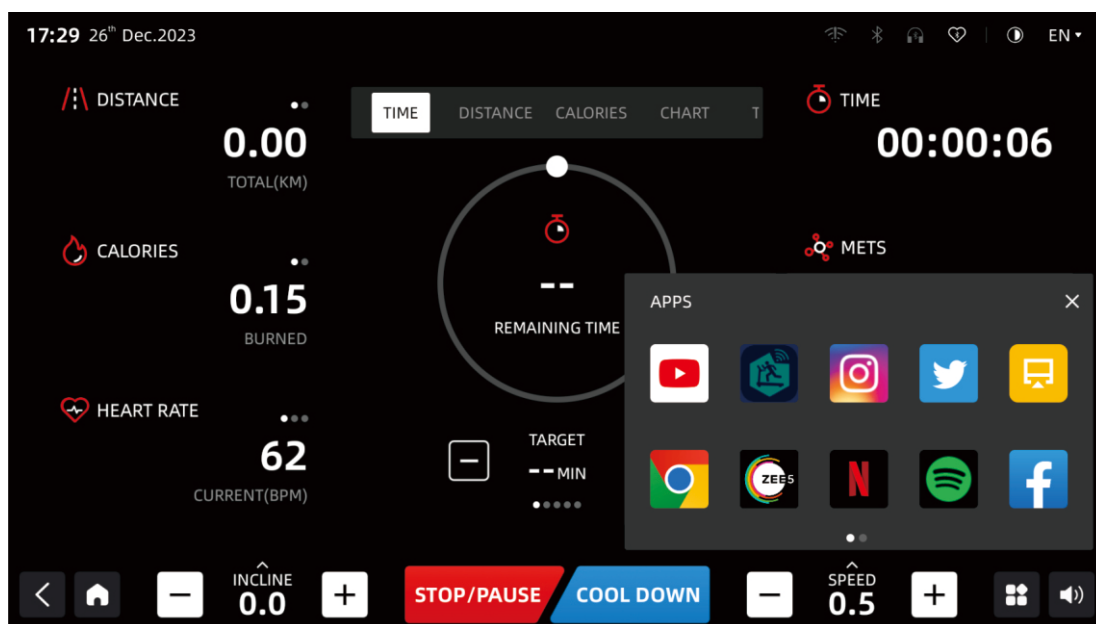 17:29 26th Dec.2023
EN
DISTANCE
0.00
TOTAL(KM)
CALORIES
0.15
BURNED
HEART RATE
62
CURRENT(BPM)
TIME DISTANCE CALORIES CHART T
--
REMAINING TIME
TARGET
--MIN
TIME
00:00:06
METS
APPS
ZEE5
N
f
INCLINE
0.0
STOP/PAUSE
COOL DOWN
SPEED
0.5